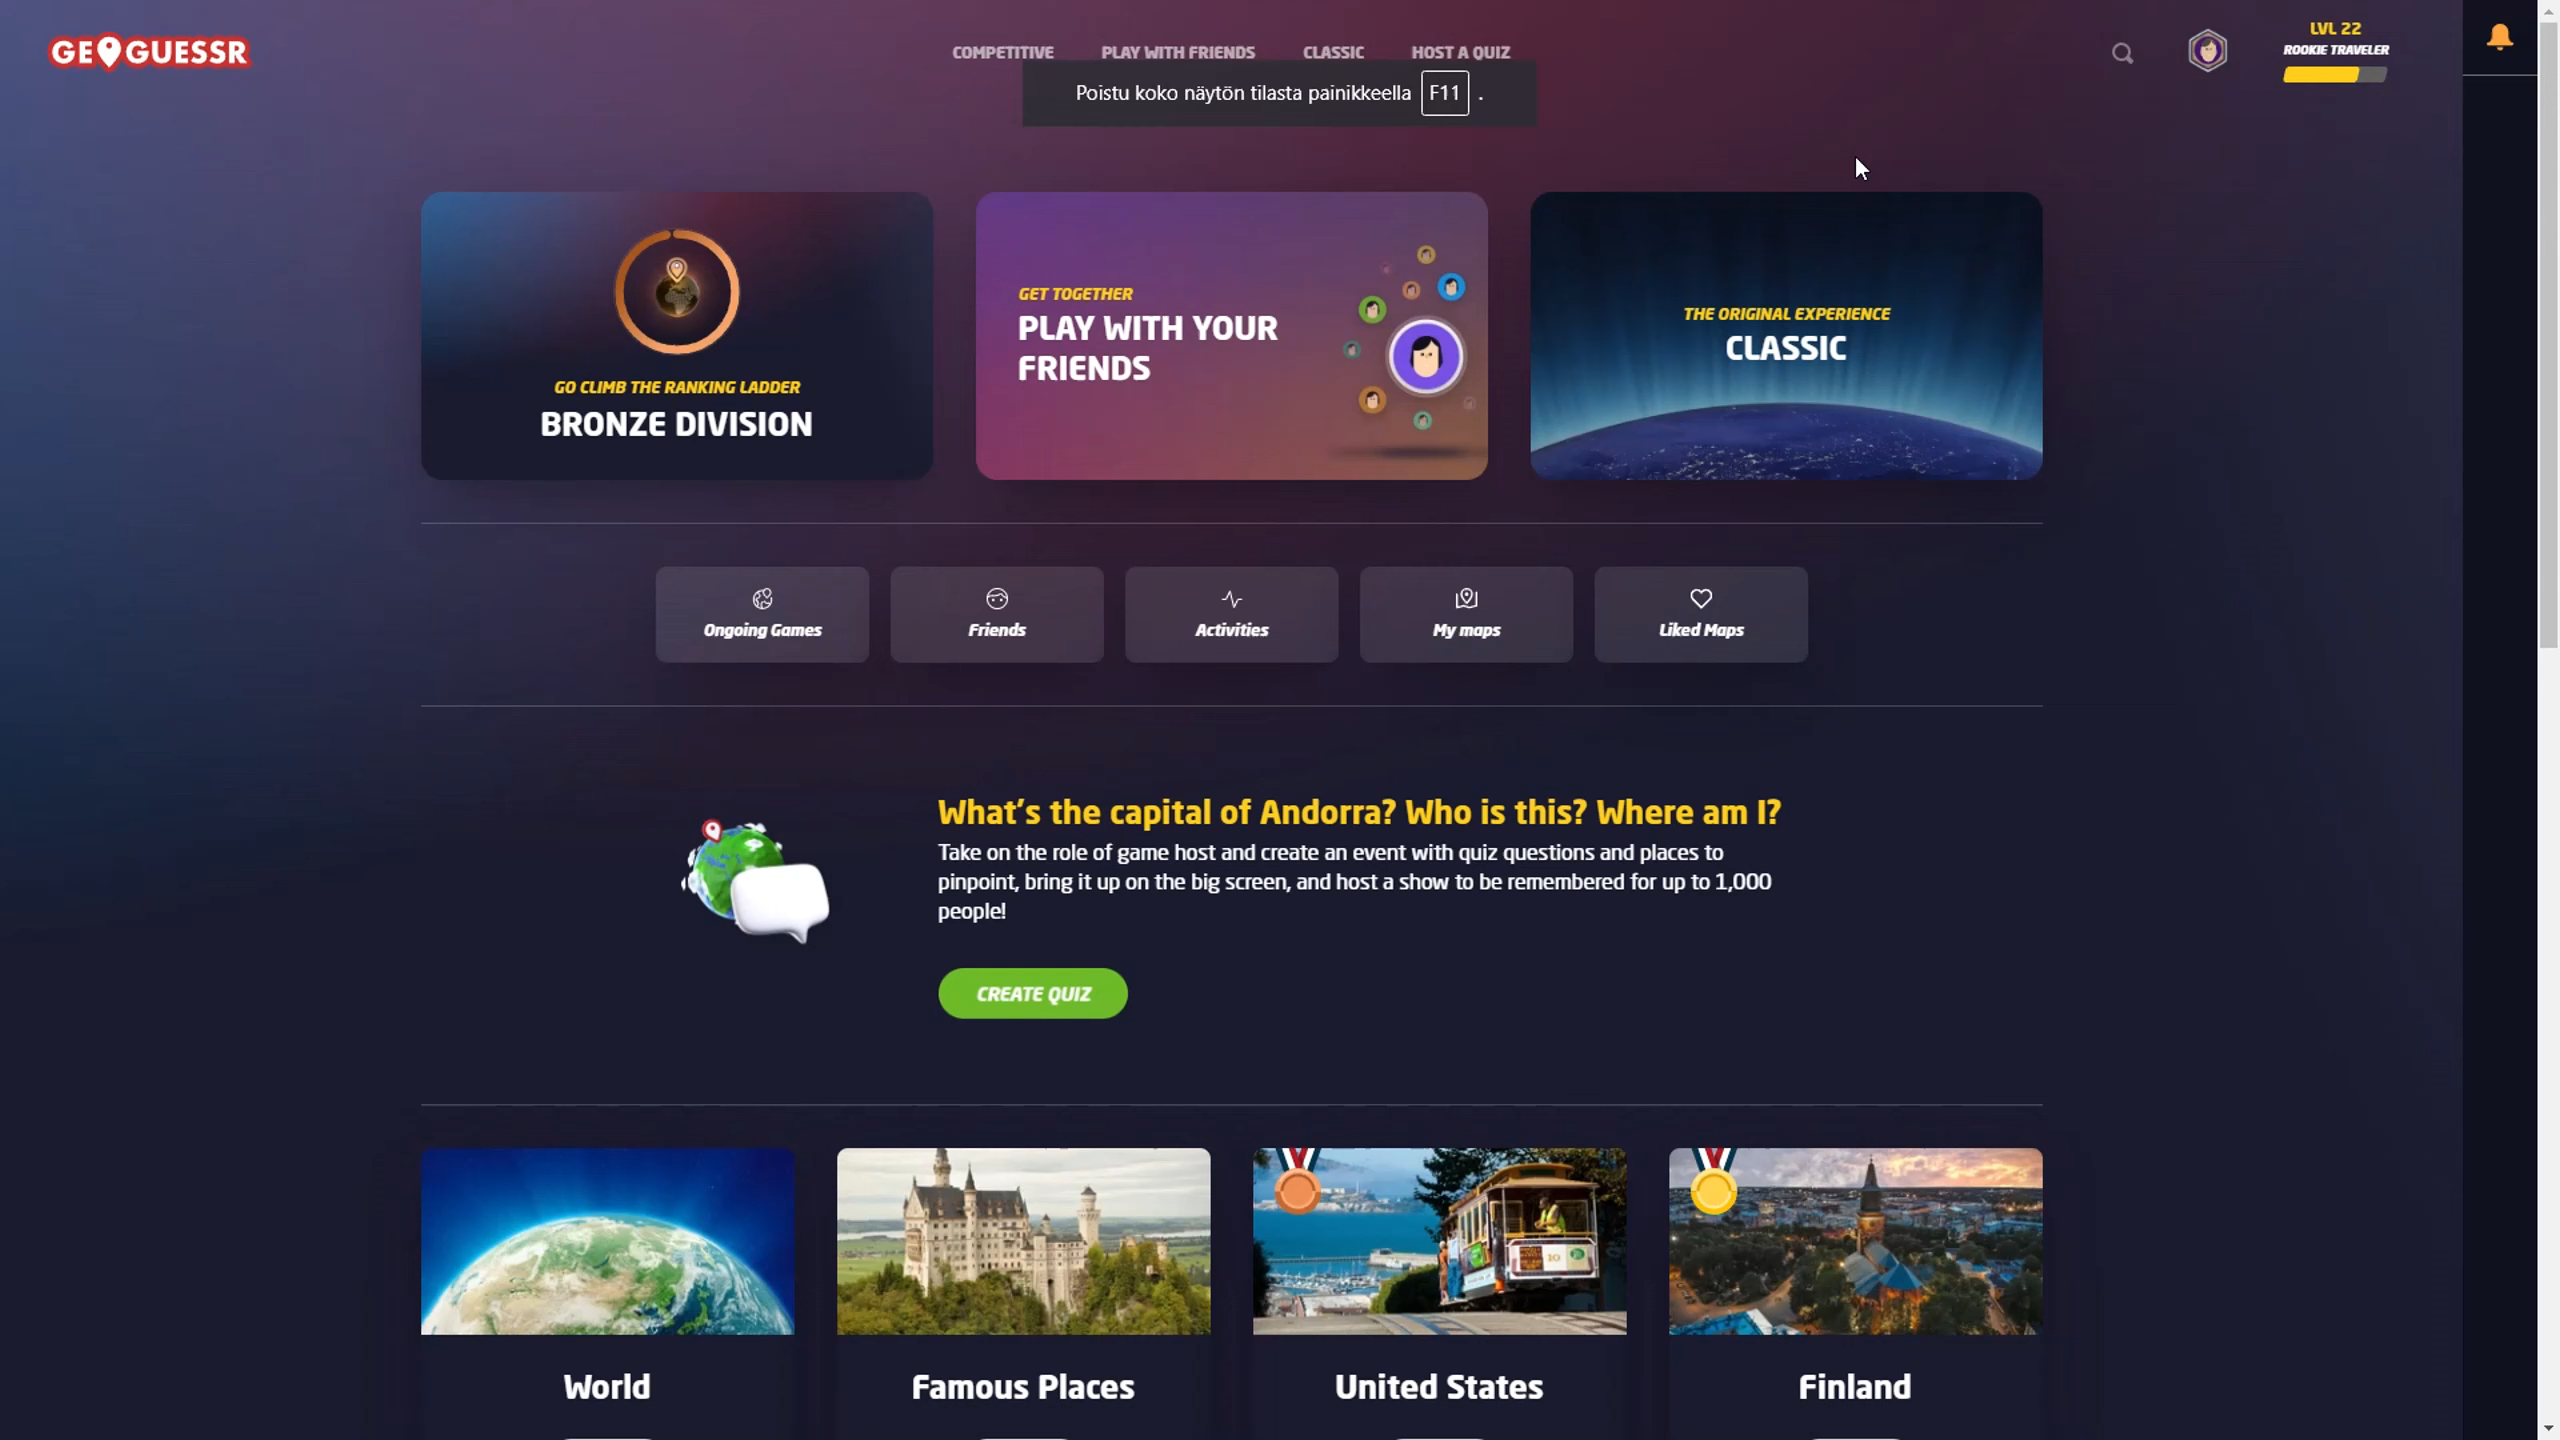 GEOGUESSR
COMPETITIVE
PLAY WITH FRIENDS
CLASSIC
HOST A QUIZ
LVL 22
ROOKIE TRAVELER
Poistu koko näytön tilasta painikkeella F11 .
GO CLIMB THE RANKING LADDER
BRONZE DIVISION
GET TOGETHER
PLAY WITH YOUR
FRIENDS
THE ORIGINAL EXPERIENCE
CLASSIC
Ongoing Games
Friends
Activities
My maps
Liked Maps
What's the capital of Andorra? Who is this? Where am I?
Take on the role of game host and create an event with quiz questions and places to
pinpoint, bring it up on the big screen, and host a show to be remembered for up to 1,000
people!
CREATE QUIZ
10
World
Famous Places
United States
Finland